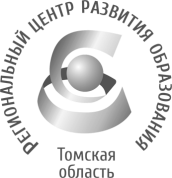 РЕГИОНАЛЬНЫЙ ЦЕНТР РАЗВИТИЯ ОБРАЗОВАНИЯ
Томская
область